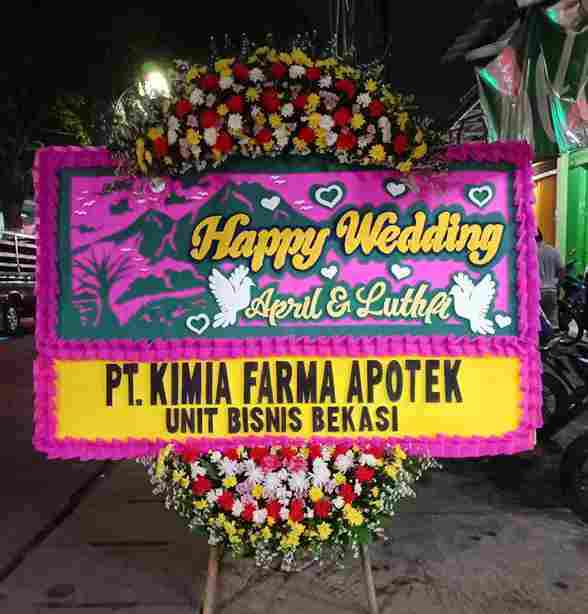 Happy Wedding
April & Luthfi
PT. KIMIA FARMA APOTEK
UNIT BISNIS BEKASI